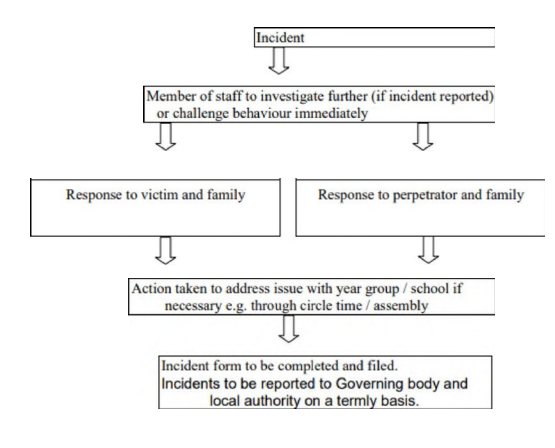 Incident
Member of staff to investigate further (if incident reported)
or challenge behaviour immediately
Response to victim and family
Response to perpetrator and family
Action taken to address issue with year group / school if
necessary e.g. through circle time / assembly
Incident form to be completed and filed.
Incidents to be reported to Governing body and
local authority on a termly basis.